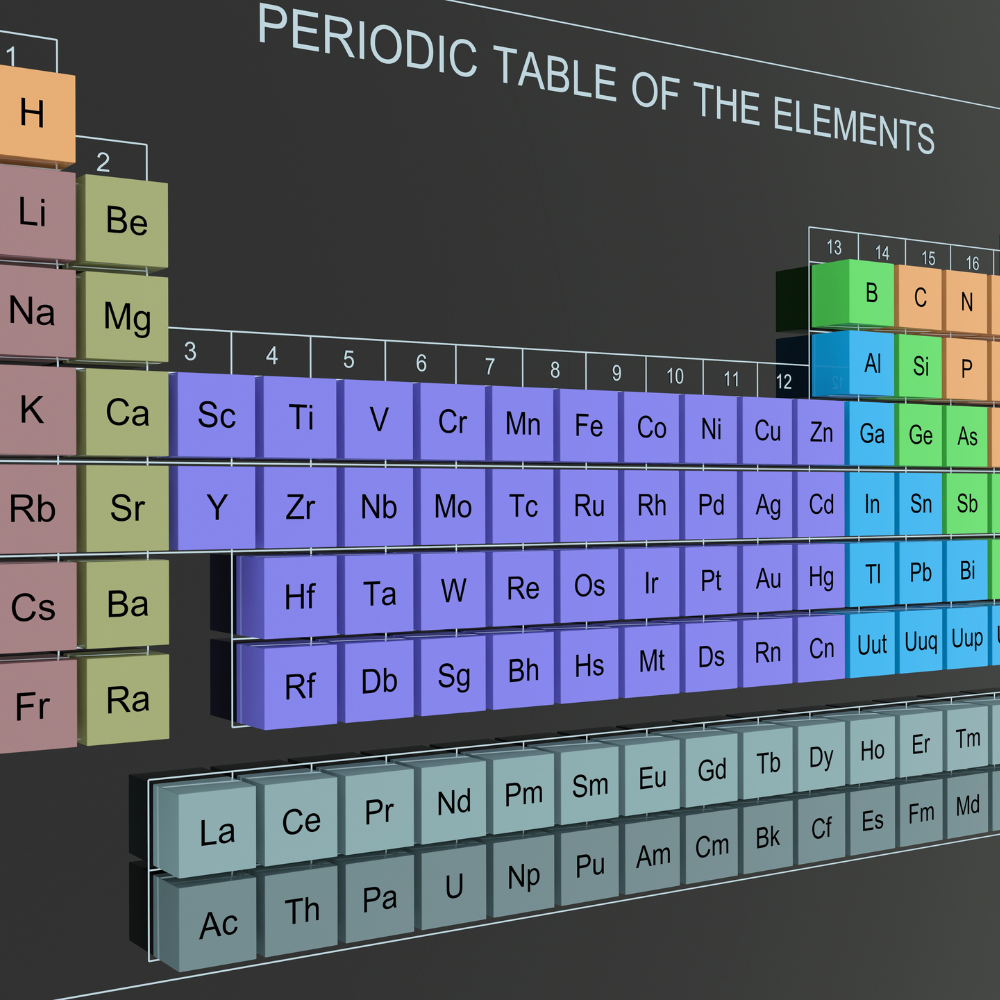 PERIODIC TABLE OF THE ELEMENTS
1
H
2
13 14 15 16
Li Be B C N
Na Mg Al Si P
3 4 5 6 7 8 9 10 11 12
K Ca Sc Ti V Cr Mn Fe Co Ni Cu Zn Ga Ge As
Rb Sr Y Zr Nb Mo Tc Ru Rh Pd Ag Cd In Sn Sb
Cs Ba Hf Ta W Re Os Ir Pt Au Hg Tl Pb Bi
Fr Ra Rf Db Sg Bh Hs Mt Ds Rn Cn Uut Uuq Uup
La Ce Pr Nd Pm Sm Eu Gd Tb Dy Ho Er Tm
Ac Th Pa U Np Pu Am Cm Bk Cf Es Fm Md